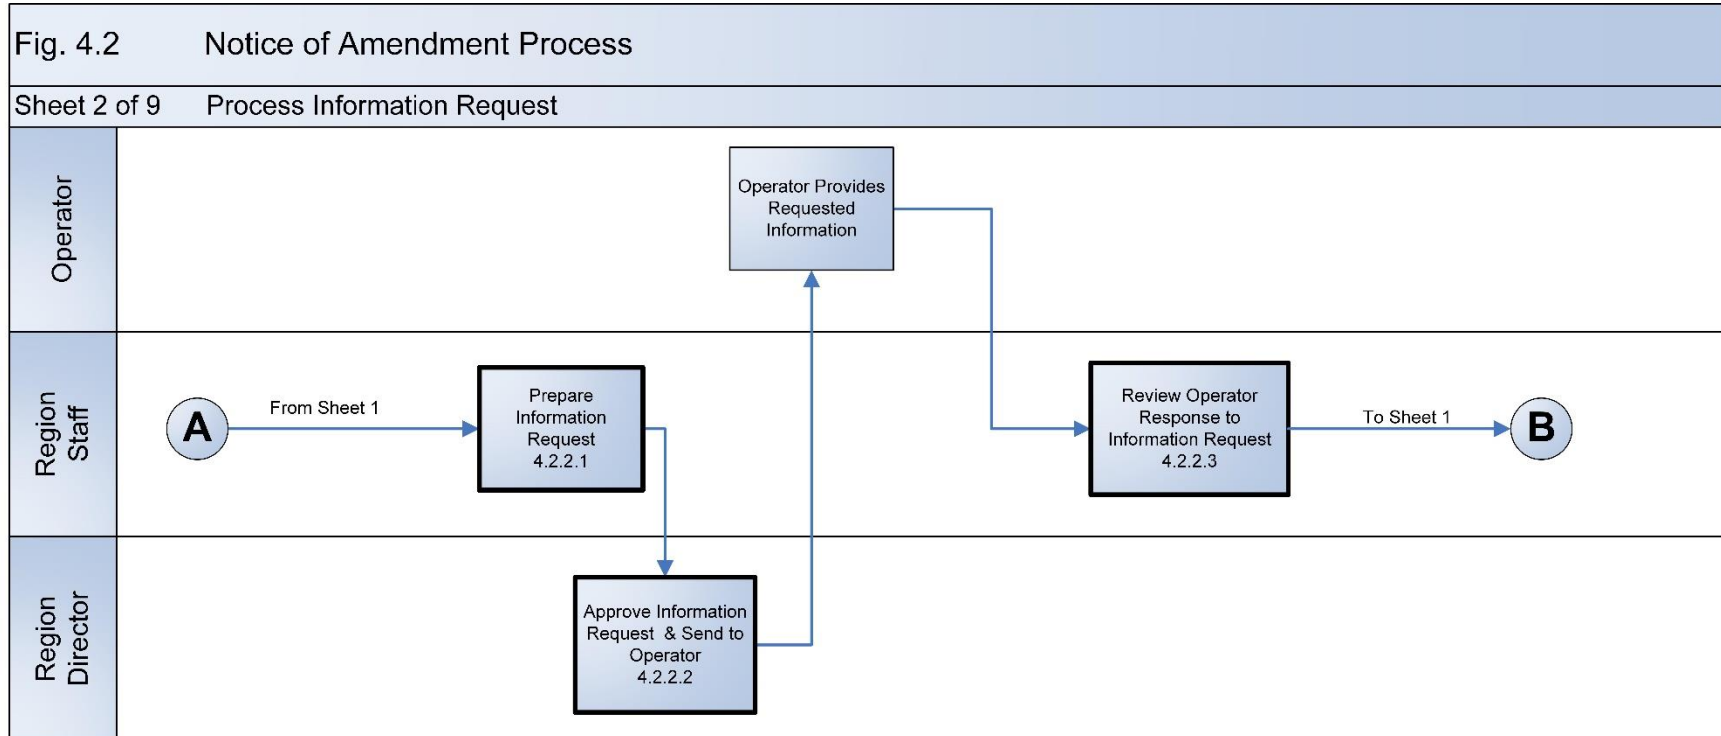 Fig. 4.2 Notice of Amendment Process
Sheet 2 of 9 Process Information Request
Operator
Operator Provides
Requested
Information
Region
Staff
A
From Sheet 1
Prepare
Information
Request
4.2.2.1
Review Operator
Response to
Information Request
4.2.2.3
To Sheet 1
B
Region
Director
Approve Information
Request & Send to
Operator
4.2.2.2